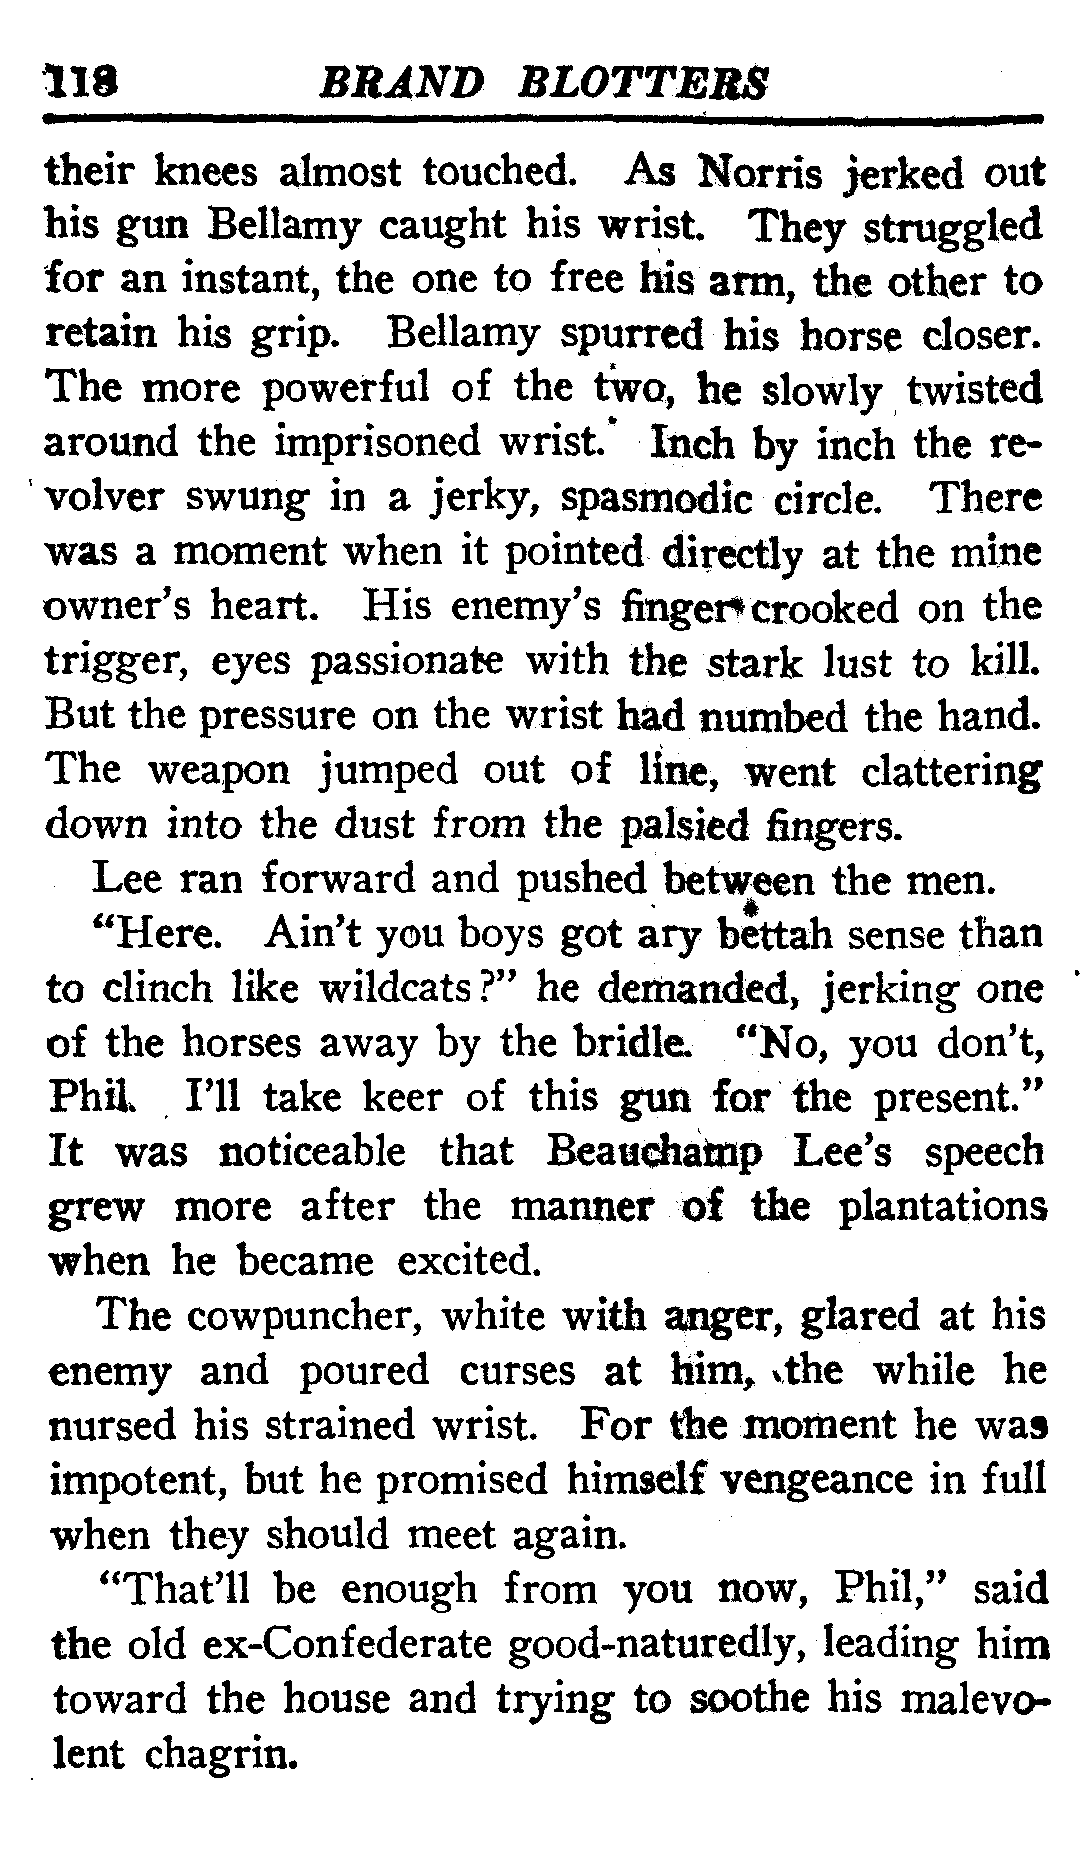 118 BRAND BLOTTERS
their knees almost touched. As Norris jerked out
his gun Bellamy caught his wrist. They struggled
for an instant, the one to free his arm, the other to
retain his grip. Bellamy spurred his horse closer.
The more powerful of the two, he slowly twisted
around the imprisoned wrist. Inch by inch the re-
volver swung in a jerky, spasmodic circle. There
was a moment when it pointed directly at the mine
owner's heart. His enemy's finger crooked on the
trigger, eyes passionate with the stark lust to kill.
But the pressure on the wrist had numbed the hand.
The weapon jumped out of line, went clattering
down into the dust from the palsied fingers.
Lee ran forward and pushed between the men.
"Here. Ain't you boys got ary bettah sense than
to clinch like wildcats?" he demanded, jerking one
of the horses away by the bridle. "No, you don't,
Phil. I'll take keer of this gun for the present."
It was noticeable that Beauchamp Lee's speech
grew more after the manner of the plantations
when he became excited.
The cowpuncher, white with anger, glared at his
enemy and poured curses at him, the while he
nursed his strained wrist. For the moment he was
impotent, but he promised himself vengeance in full
when they should meet again.
"That'll be enough from you now, Phil," said
the old ex-Confederate good-naturedly, leading him
toward the house and trying to soothe his malevo-
lent chagrin.